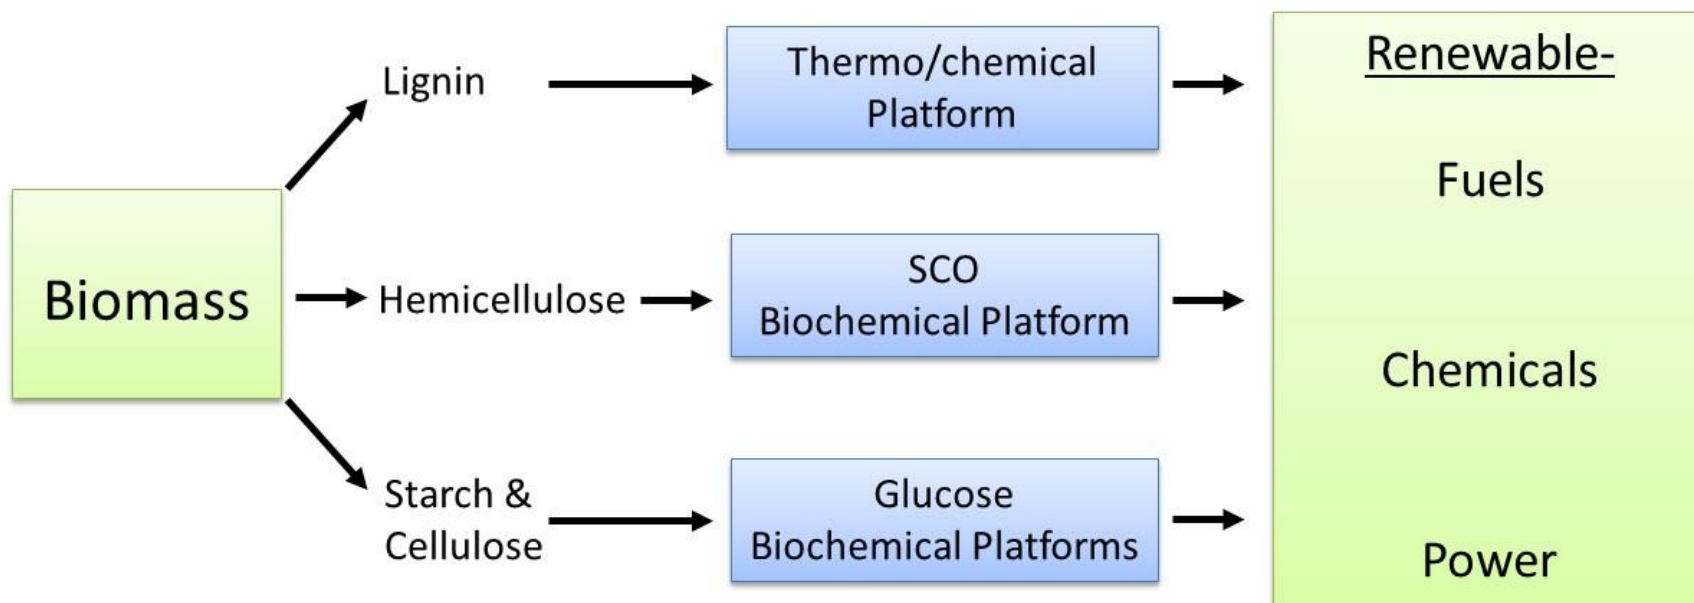 Biomass
Lignin
Hemicellulose
Starch &
Cellulose
Thermo/chemical
Platform
SCO
Biochemical Platform
Glucose
Biochemical Platforms
Renewable-
Fuels
Chemicals
Power